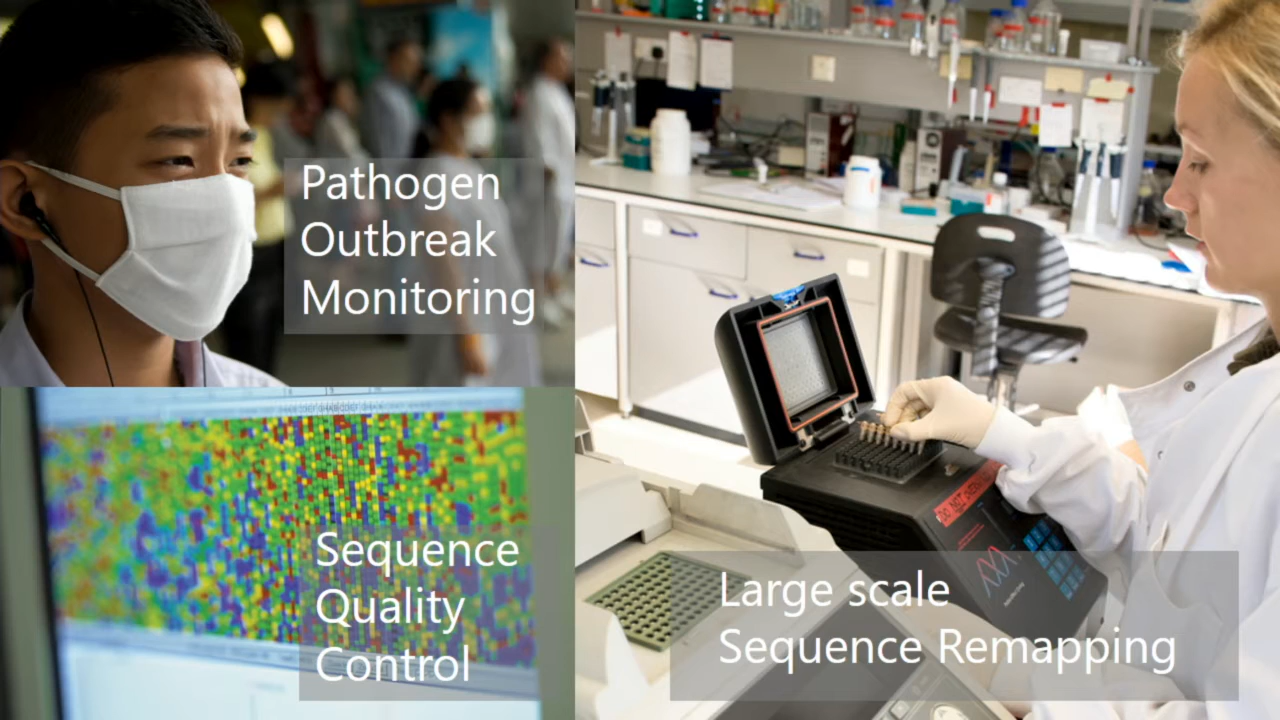 Pathogen
Outbreak
Monitoring
Sequence
Quality
Control
Large scale
Sequence Remapping